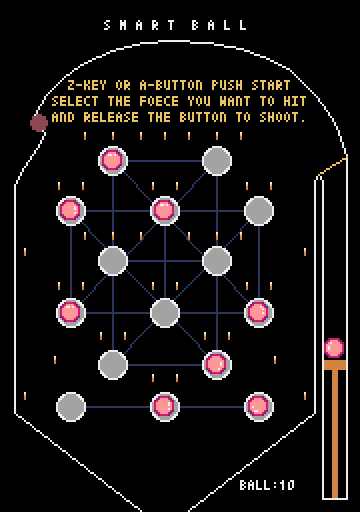 SMART BALL
Z-KEY OR A-BUTTON PUSH START
SELECT THE FOECE YOU WANT TO HIT
AND RELEASE THE BUTTON TO SHOOT.
BALL:10